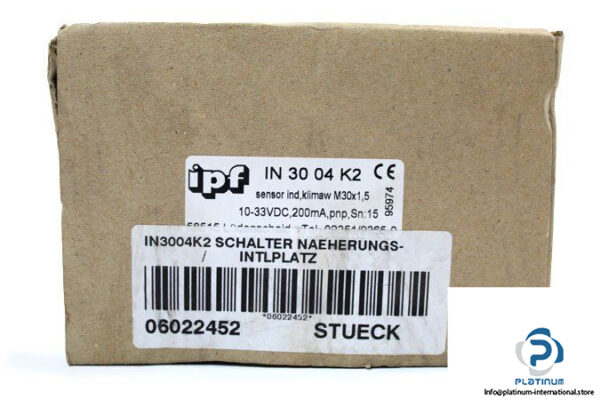 ipf IN 30 04 K2 CE
sensor ind,klimaw M30x1,5
10-33VDC,200mA,pnp,Sn:15
95974
IN3004K2 SCHALTER NAEHERUNGS-
/ INTLPLATZ
*06022452*
06022452 STUECK
PLATINUM
Info@platinum-international.store